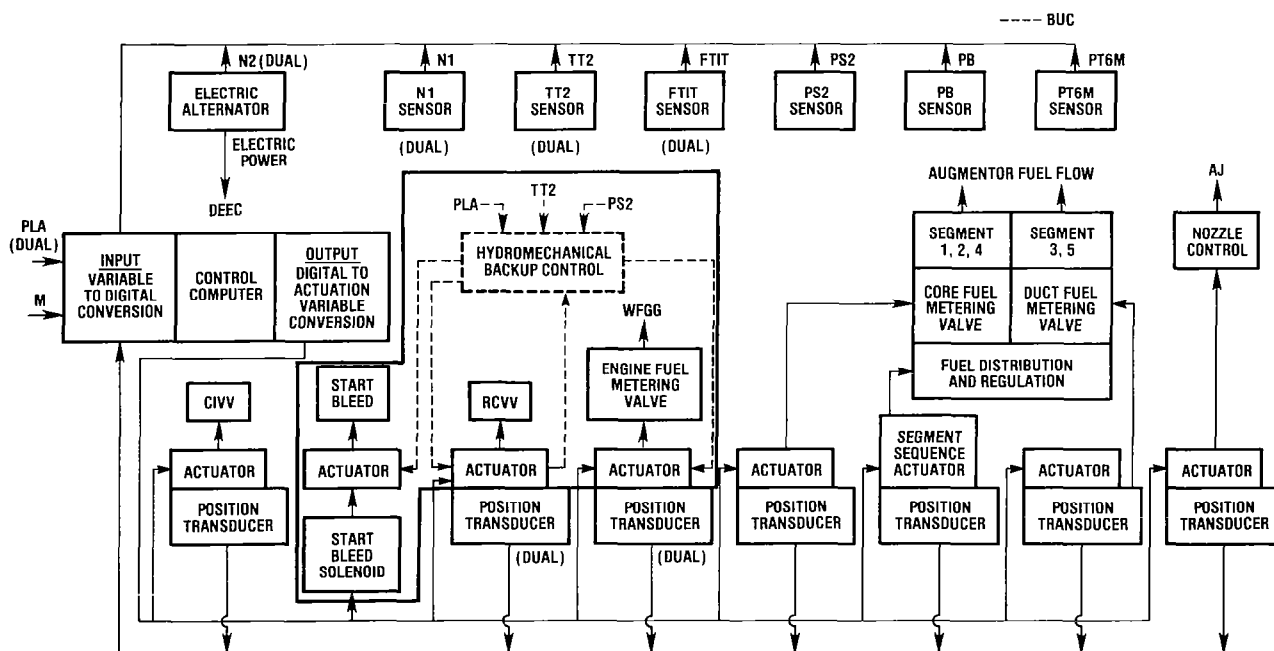 ---- BUC
N2 (DUAL)
N1
TT2
FTIT
PS2
PB
PT6M
ELECTRIC
ALTERNATOR
N1
SENSOR
TT2
SENSOR
FTIT
SENSOR
PS2
SENSOR
PB
SENSOR
PT6M
SENSOR
(DUAL)
(DUAL)
(DUAL)
ELECTRIC
POWER
DEEC
PLA
(DUAL)
M
INPUT
VARIABLE
TO DIGITAL
CONVERSION
CONTROL
COMPUTER
OUTPUT
DIGITAL TO
ACTUATION
VARIABLE
CONVERSION
PLA
TT2
PS2
HYDROMECHANICAL
BACKUP CONTROL
AUGMENTOR FUEL FLOW
SEGMENT
1, 2, 4
SEGMENT
3, 5
CORE FUEL
METERING
VALVE
DUCT FUEL
METERING
VALVE
FUEL DISTRIBUTION
AND REGULATION
AJ
NOZZLE
CONTROL
WFGG
CIVV
START
BLEED
RCVV
ENGINE FUEL
METERING
VALVE
ACTUATOR
POSITION
TRANSDUCER
ACTUATOR
START
BLEED
SOLENOID
ACTUATOR
POSITION
TRANSDUCER
(DUAL)
ACTUATOR
POSITION
TRANSDUCER
(DUAL)
ACTUATOR
POSITION
TRANSDUCER
SEGMENT
SEQUENCE
ACTUATOR
POSITION
TRANSDUCER
ACTUATOR
POSITION
TRANSDUCER
ACTUATOR
POSITION
TRANSDUCER